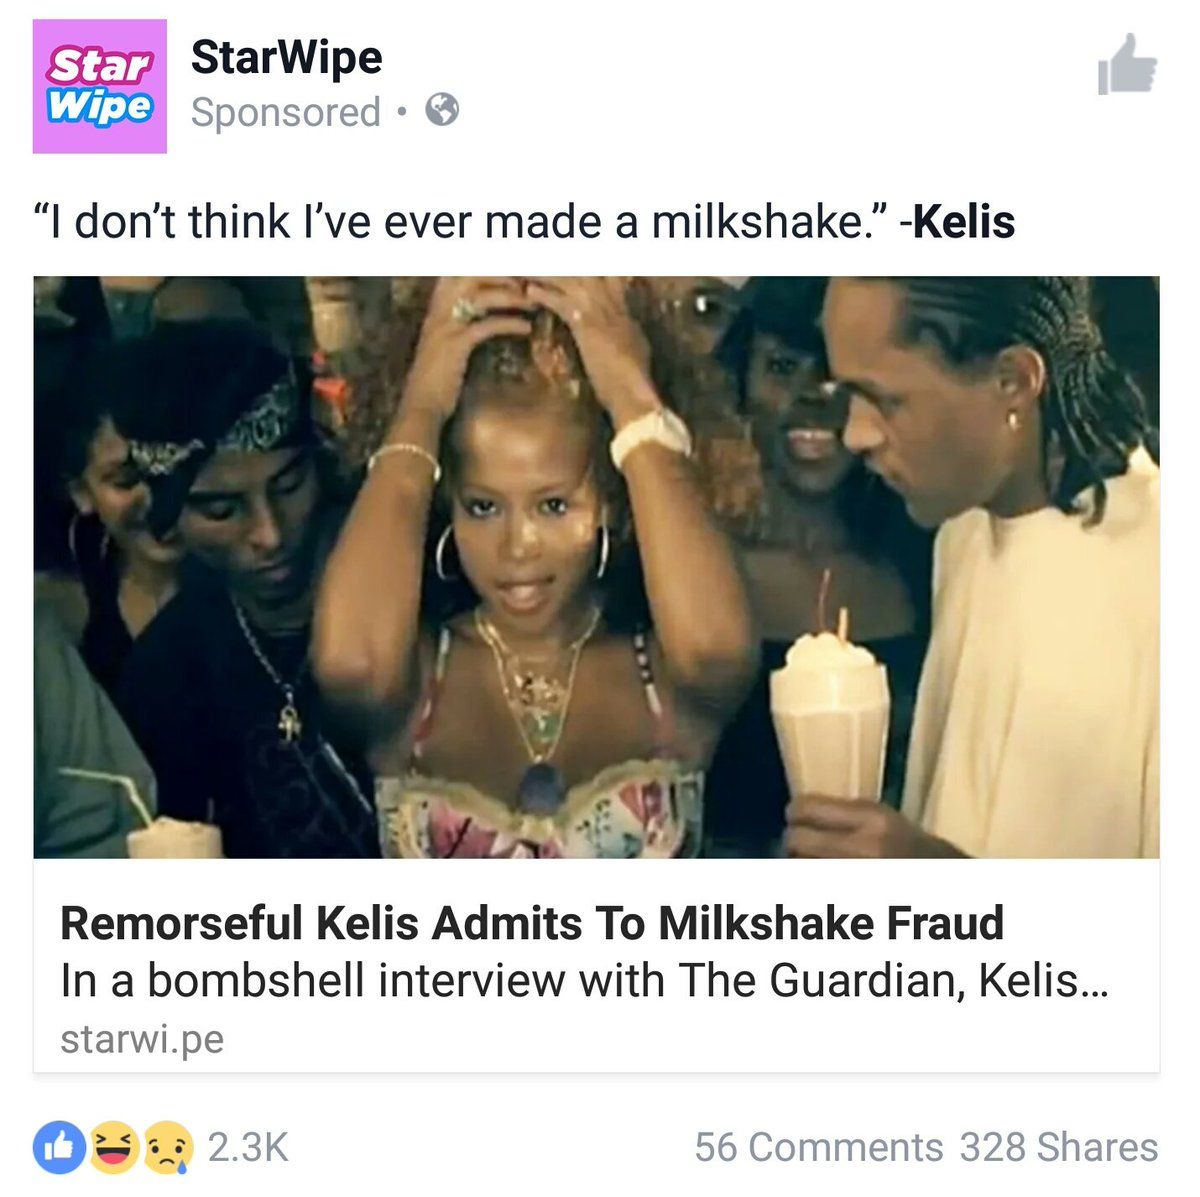 Star
Wipe
StarWipe
Sponsored •
“I don’t think I’ve ever made a milkshake.” -Kelis
Remorseful Kelis Admits To Milkshake Fraud
In a bombshell interview with The Guardian, Kelis...
starwi.pe
2.3K
56 Comments 328 Shares